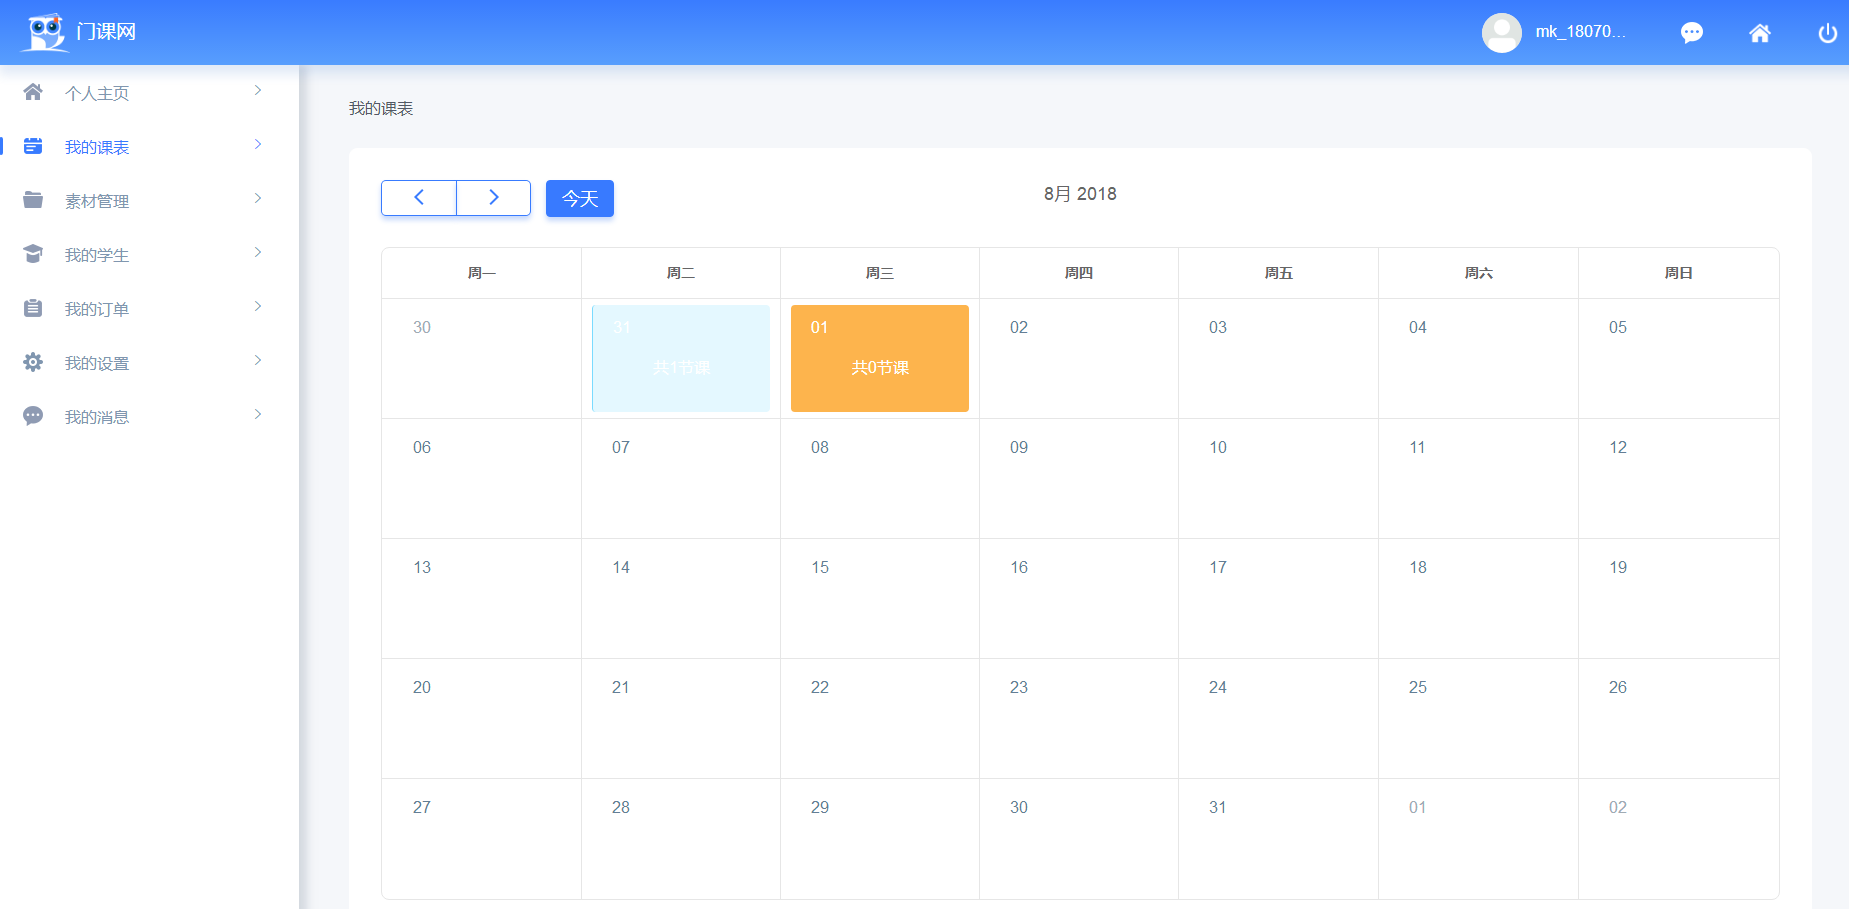 门课网
mk_18070...
个人主页
我的课表
素材管理
我的学生
我的订单
我的设置
我的消息
我的课表
今天
8月 2018
周一 周二 周三 周四 周五 周六 周日
30 31 01 02 03 04 05
共1节课 共0节课
06 07 08 09 10 11 12
13 14 15 16 17 18 19
20 21 22 23 24 25 26
27 28 29 30 31 01 02